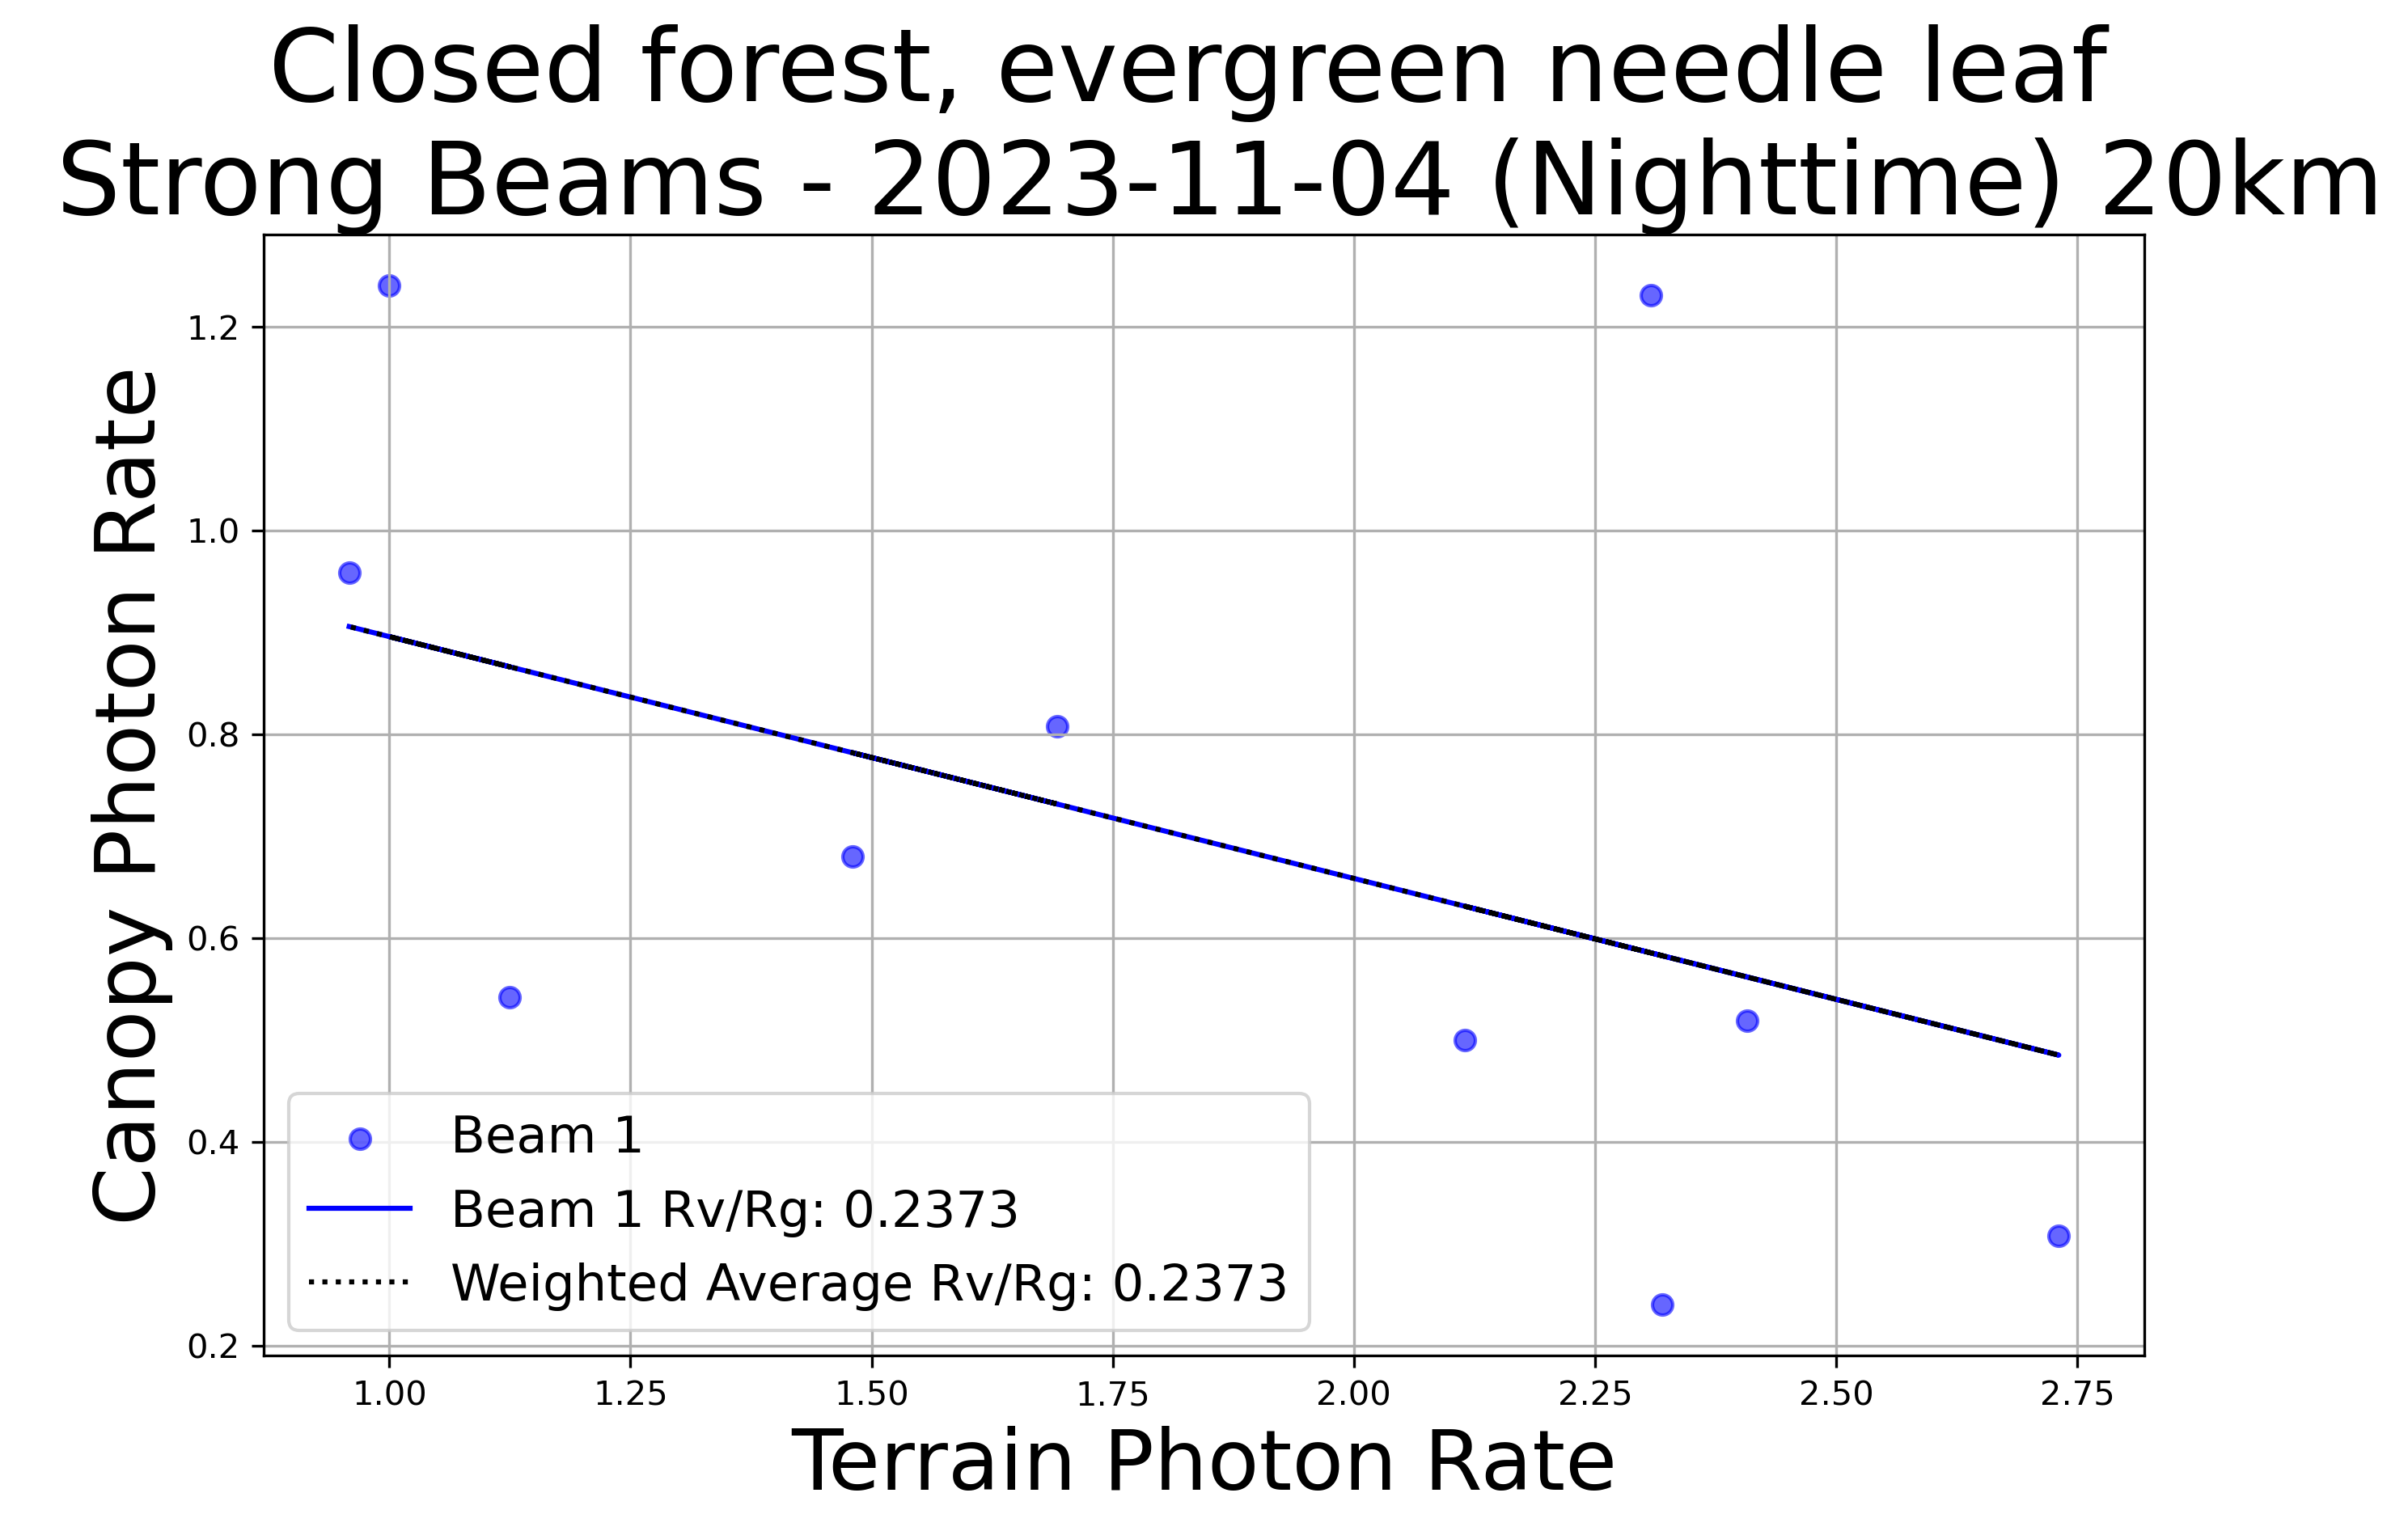 Closed forest, evergreen needle leaf
Strong Beams - 2023-11-04 (Nighttime) 20km
Canopy Photon Rate
1.2
1.0
0.8
0.6
0.4
0.2
Beam 1
Beam 1 Rv/Rg: 0.2373
Weighted Average Rv/Rg: 0.2373
1.00 1.25 1.50 1.75 2.00 2.25 2.50 2.75
Terrain Photon Rate